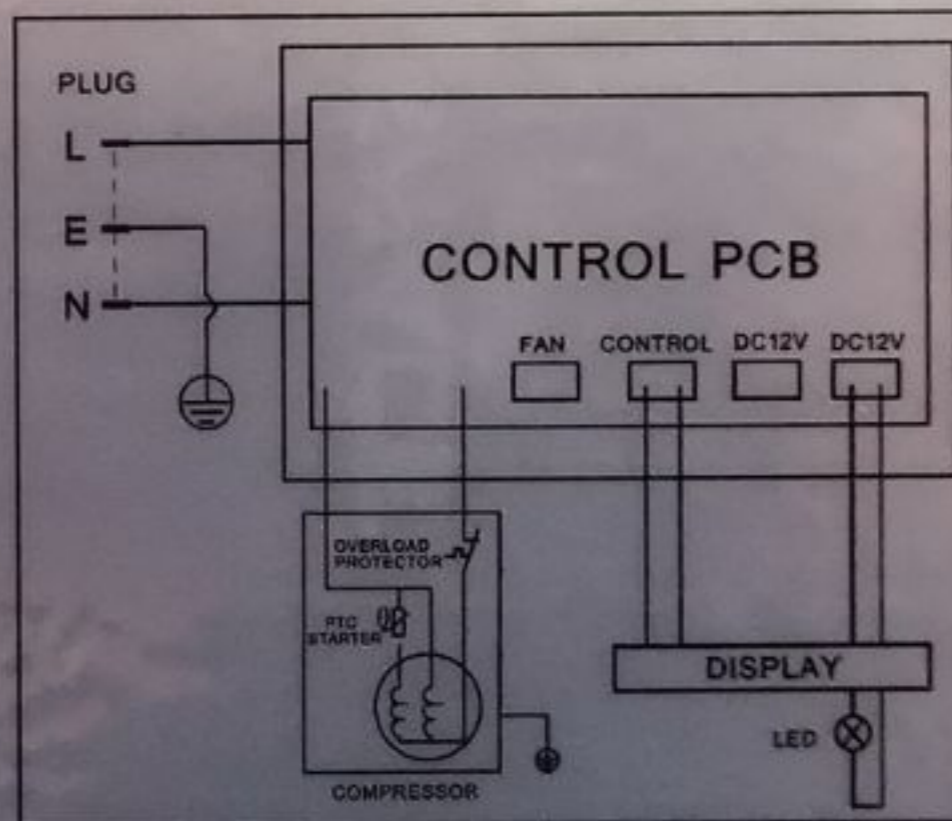 PLUG
L
E
N
CONTROL PCB
FAN
CONTROL
DC12V
DC12V
OVERLOAD
PROTECTOR
PTC
STARTER
COMPRESSOR
DISPLAY
LED